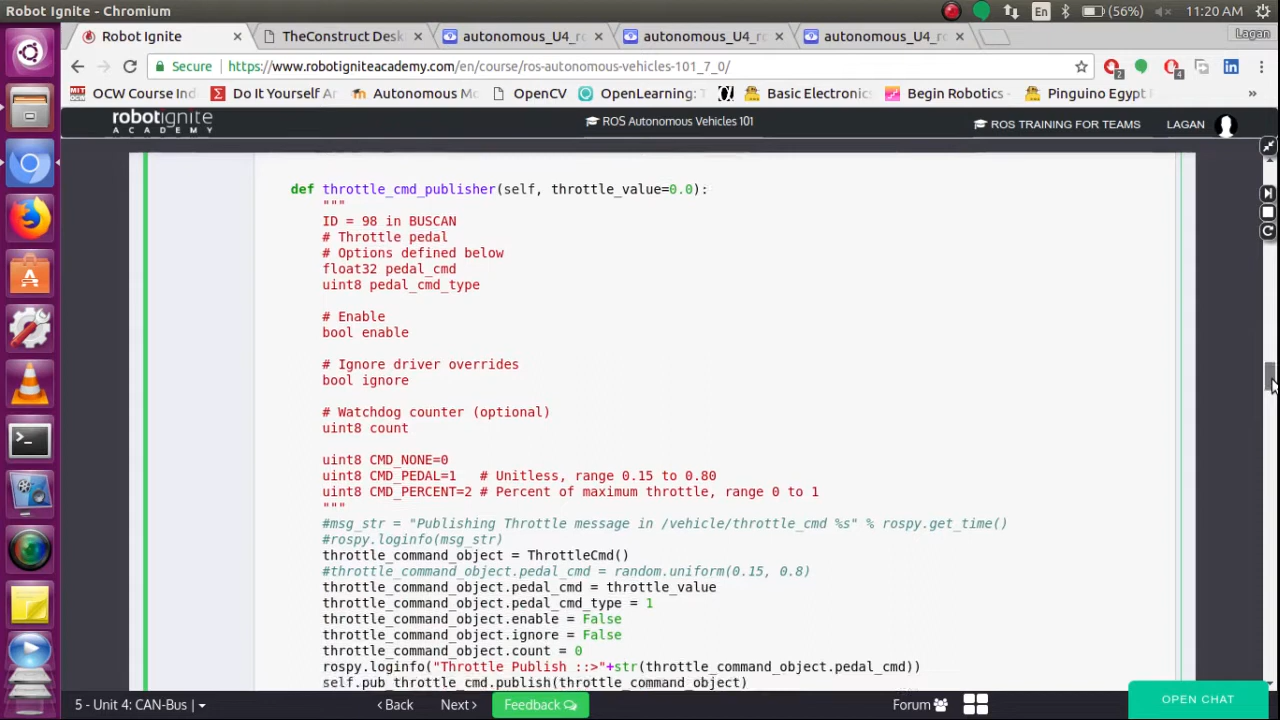 Robot Ignite - Chromium
En
(56%)
11:20 AM
Robot Ignite
TheConstruct Desk
autonomous_U4_r
autonomous_U4_r
autonomous_U4_r
Lagan
Secure
https://www.robotigniteacademy.com/en/course/ros-autonomous-vehicles-101_7_0/
2
4
MIT
OCW Course Ind
Do It Yourself Ar
Autonomous Mo
OpenCV
OpenLearning: T
Basic Electronics
Begin Robotics -
Pinguino Egypt F
»
robotignite
ACADEMY
ROS Autonomous Vehicles 101
ROS TRAINING FOR TEAMS
LAGAN
def throttle_cmd_publisher(self, throttle_value=0.0):
"""
ID = 98 in BUSCAN
# Throttle pedal
# Options defined below
float32 pedal_cmd
uint8 pedal_cmd_type
# Enable
bool enable
# Ignore driver overrides
bool ignore
# Watchdog counter (optional)
uint8 count
uint8 CMD_NONE=0
uint8 CMD_PEDAL=1 # Unitless, range 0.15 to 0.80
uint8 CMD_PERCENT=2 # Percent of maximum throttle, range 0 to 1
"""
#msg_str = "Publishing Throttle message in /vehicle/throttle_cmd %s" % rospy.get_time()
#rospy.loginfo(msg_str)
throttle_command_object = ThrottleCmd()
#throttle_command_object.pedal_cmd = random.uniform(0.15, 0.8)
throttle_command_object.pedal_cmd = throttle_value
throttle_command_object.pedal_cmd_type = 1
throttle_command_object.enable = False
throttle_command_object.ignore = False
throttle_command_object.count = 0
rospy.loginfo("Throttle Publish ::>"+str(throttle_command_object.pedal_cmd))
self.pub_throttle_cmd.publish(throttle_command_object)
5 - Unit 4: CAN-Bus |
Back
Next
Feedback
Forum
OPEN CHAT